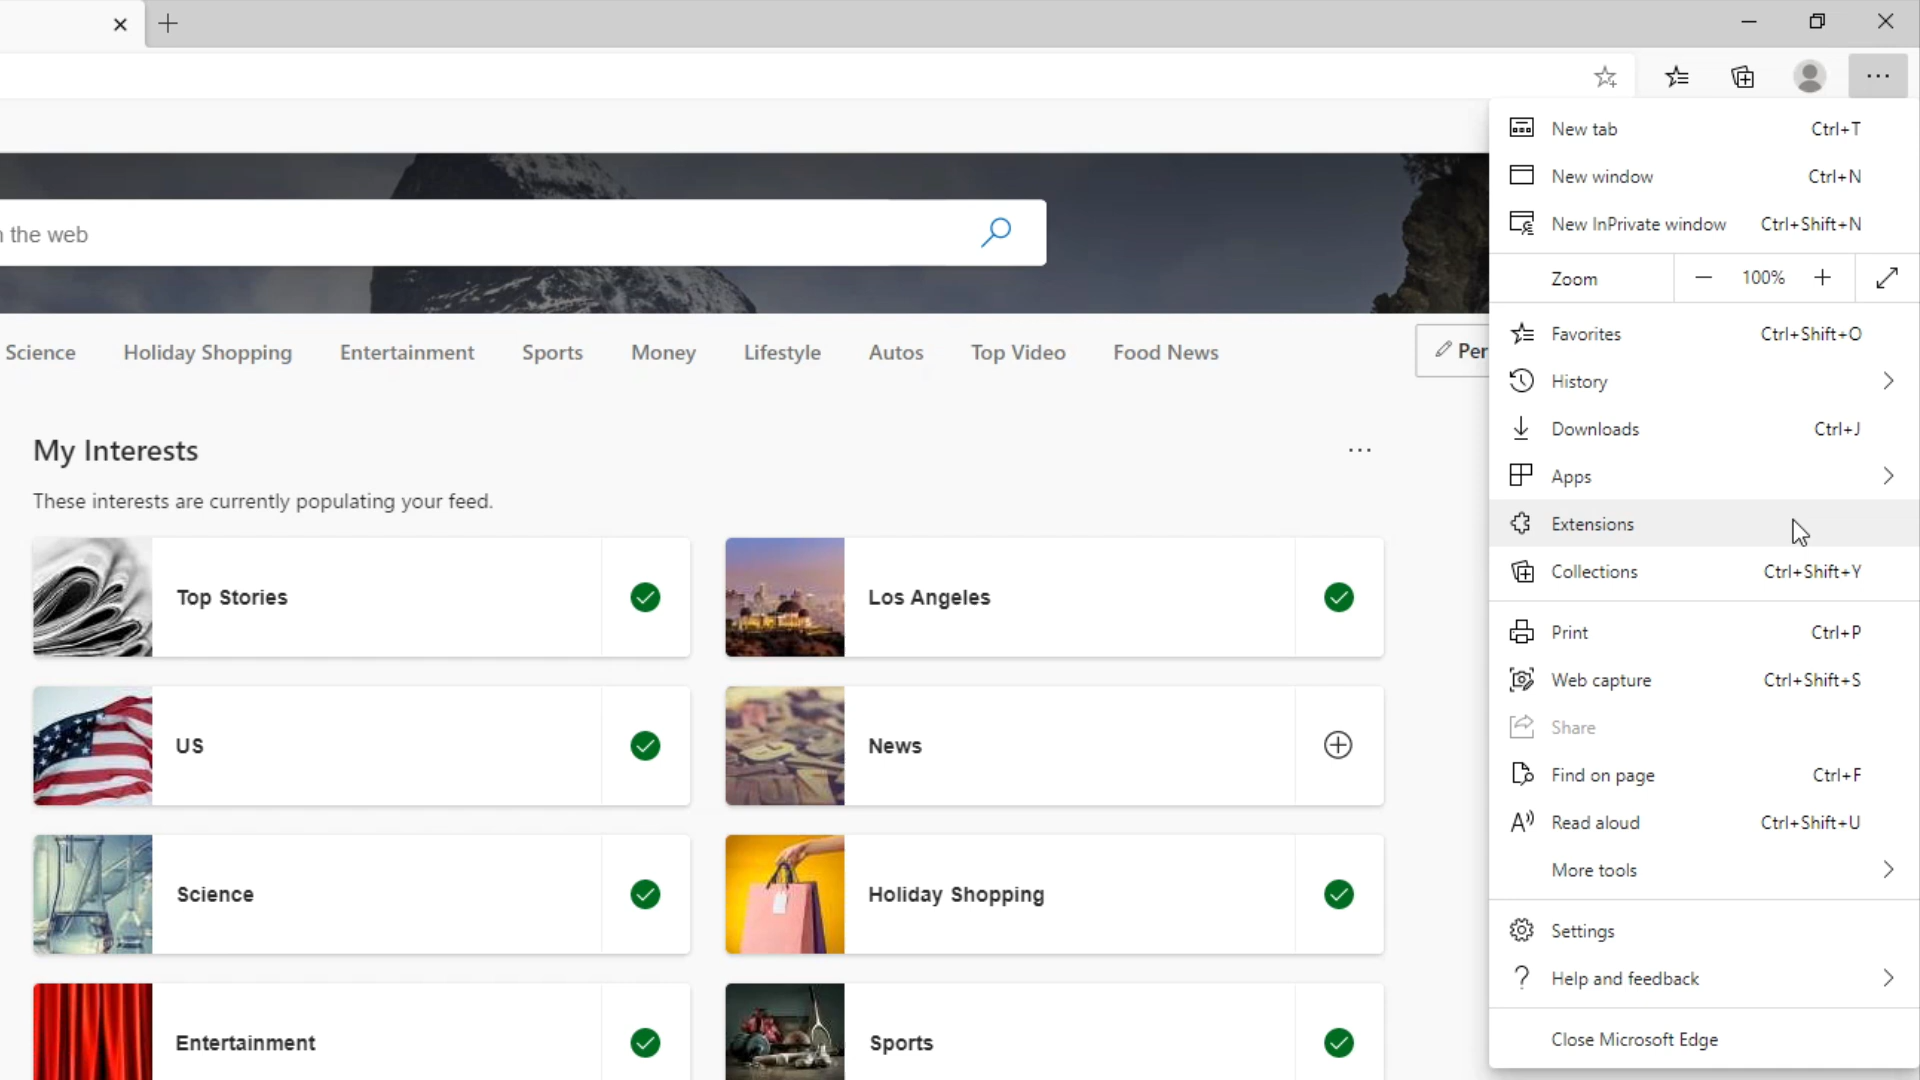 n the web
Science Holiday Shopping Entertainment Sports Money Lifestyle Autos Top Video Food News Per
My Interests
These interests are currently populating your feed.
Top Stories
Los Angeles
US
News
Science
Holiday Shopping
Entertainment
Sports
New tab Ctrl+T
New window Ctrl+N
New InPrivate window Ctrl+Shift+N
Zoom 100%
Favorites Ctrl+Shift+O
History
Downloads Ctrl+J
Apps
Extensions
Collections Ctrl+Shift+Y
Print Ctrl+P
Web capture Ctrl+Shift+S
Share
Find on page Ctrl+F
Read aloud Ctrl+Shift+U
More tools
Settings
Help and feedback
Close Microsoft Edge